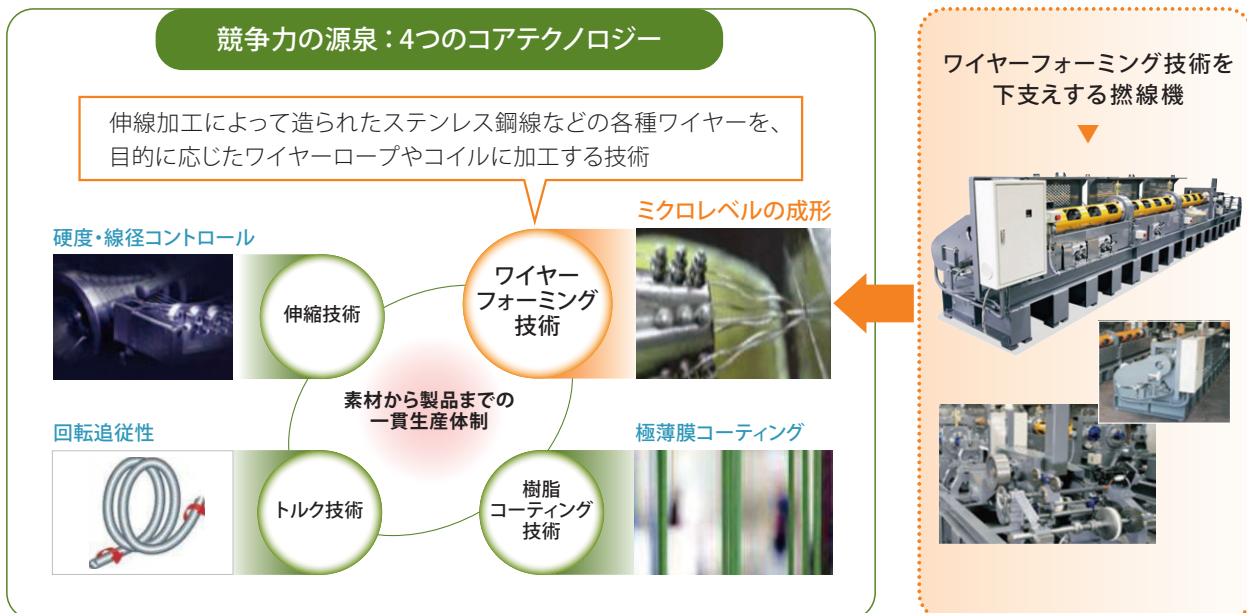 競争力の源泉：4つのコアテクノロジー
伸線加工によって造られたステンレス鋼線などの各種ワイヤーを、
目的に応じたワイヤーロープやコイルに加工する技術
硬度・線径コントロール
伸縮技術
ワイヤー
フォーミング
技術
ミクロレベルの成形
素材から製品までの
一貫生産体制
回転追従性
トルク技術
樹脂
コーティング
技術
極薄膜コーティング
ワイヤーフォーミング技術を
下支えする撚線機